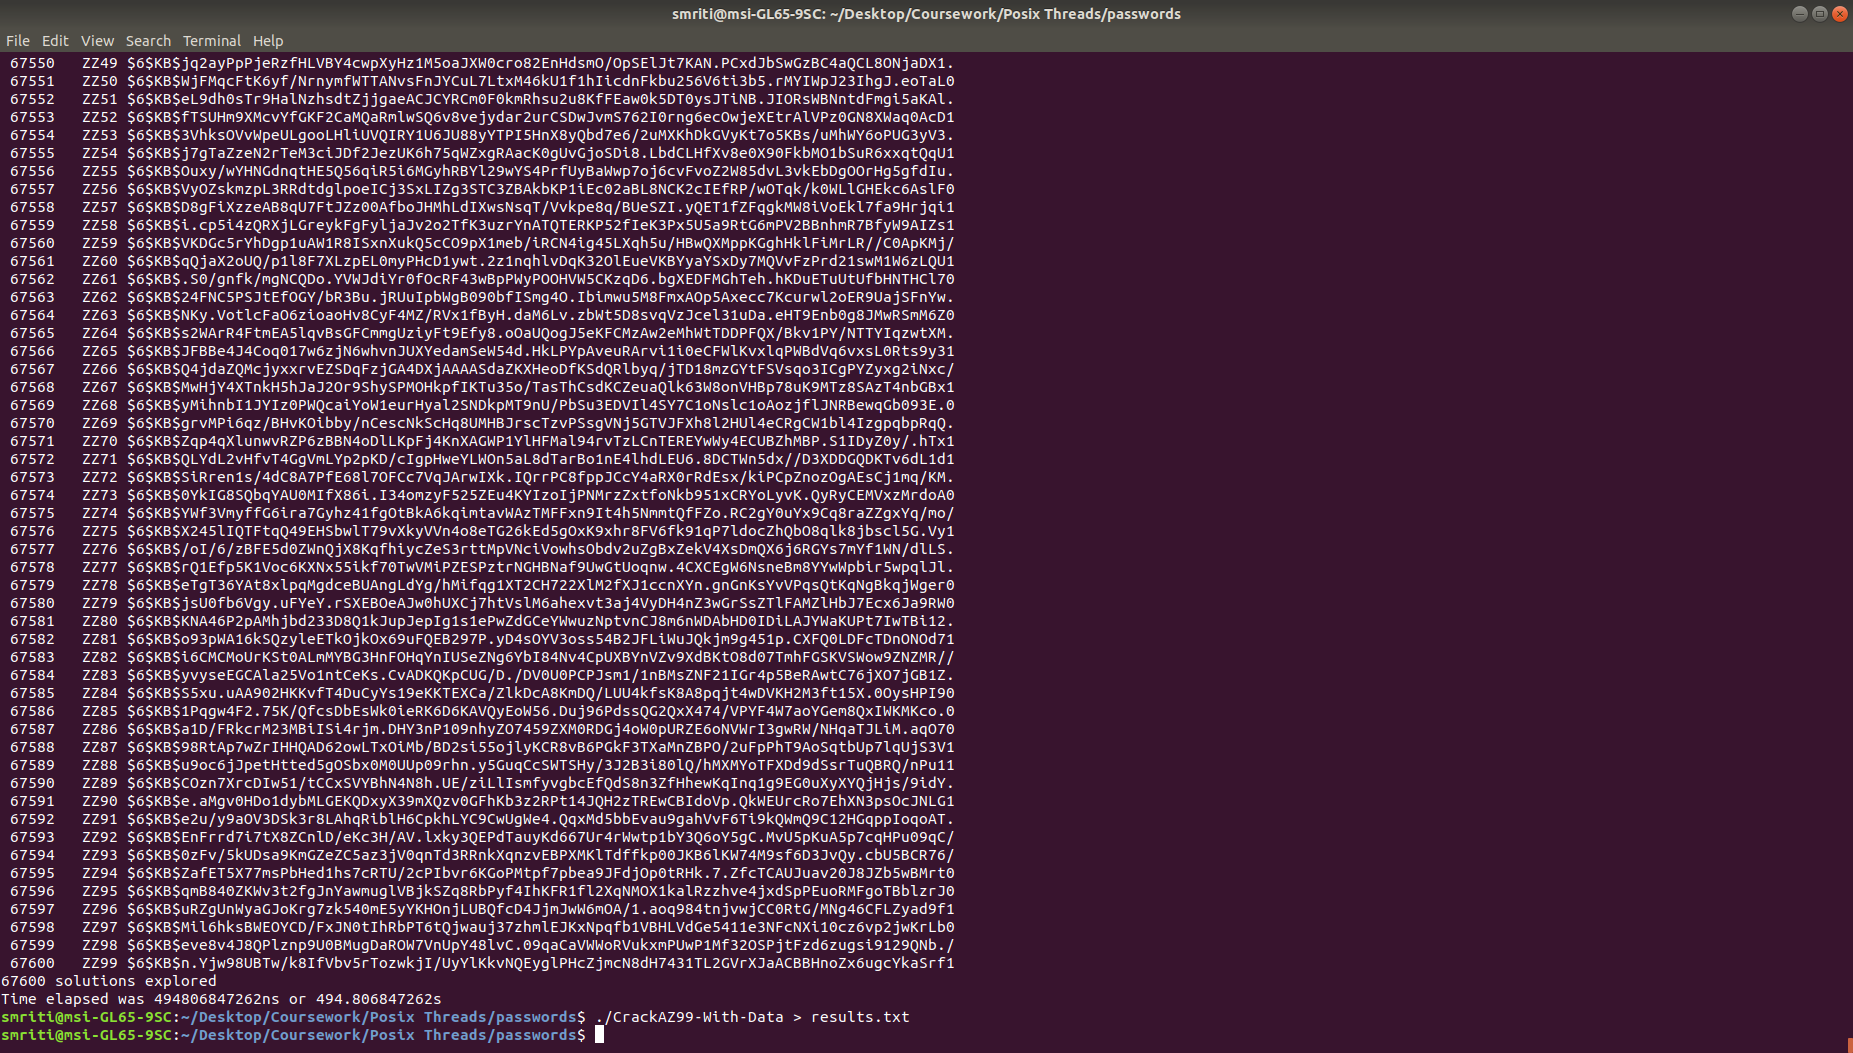 smriti@msi-GL65-9SC: ~/Desktop/Coursework/Posix Threads/passwords
File Edit View Search Terminal Help
67550 ZZ49 $6$KB$jq2ayPpPjeRzfHLVBY4cwpXyHz1M5oaJXW0cro82EnHdsmO/OpSElJt7KAN.PCxdJbSwGzBC4aQCL8ONjaDX1.
67551 ZZ50 $6$KB$WjFMqcFtK6yf/NrnymfWTTANvsFnJYCuL7LtxM46kU1f1hIicdnFkbu256V6ti3b5.rMYIWpJ23IhgJ.eoTaL0
67552 ZZ51 $6$KB$eL9dh0sTr9HalNzhsdtZjjgaeACJCYRCm0F0kmRhsu2u8KfFEaw0k5DT0ysJTiNB.JIORsWBNntdFmgi5aKAl.
67553 ZZ52 $6$KB$fTSUHm9XMcvYfGKF2CaMQaRmlwSQ6v8vejydar2urCSDwJvmS762I0rng6ecOwjeXEtrAlVPz0GN8XWaq0AcD1
67554 ZZ53 $6$KB$3VhksOVvWpeULgooLHliUVQIRY1U6JU88yYTPI5HnX8yQbd7e6/2uMXKhDkGVyKt7o5KBs/uMhWY6oPUG3yV3.
67555 ZZ54 $6$KB$j7gTaZzeN2rTeM3ciJDf2JezUK6h75qWZxgRAacK0gUvGjoSDi8.LbdCLHfXv8e0X90FkbMO1bSuR6xxqtQqU1
67556 ZZ55 $6$KB$Ouxy/wYHNGdnqtHE5Q56qiR5i6MGyhRBYl29wYS4PrfUyBaWwp7oj6cvFvoZ2W85dvL3vkEbDgOOrHg5gfdIu.
67557 ZZ56 $6$KB$VyOZskmzpL3RRdtdglpoeICj3SxLIZg3STC3ZBAkbKP1iEc02aBL8NCK2cIEfRP/wOTqk/k0WLlGHEkc6AslF0
67558 ZZ57 $6$KB$D8gFiXzzeAB8qU7FtJZz00AfboJHMhLdIXwsNsqT/Vvkpe8q/BUeSZI.yQET1fZFqgkMW8iVoEkl7fa9Hrjqi1
67559 ZZ58 $6$KB$i.cp5i4zQRXjLGreykFgFyljaJv2o2TfK3uzrYnATQTERKP52fIeK3Px5U5a9RtG6mPV2BBnhmR7BfyW9AIZs1
67560 ZZ59 $6$KB$VKDGc5rYhDgp1uAW1R8ISxnXukQ5cCO9pX1meb/iRCN4ig45LXqh5u/HBwQXMppKGghHklFiMrLR//C0ApKMj/
67561 ZZ60 $6$KB$qQjaX2oUQ/p1l8F7XLzpEL0myPHcD1ywt.2z1nqhlvDqK32OlEueVKBYyaYSxDy7MQVvFzPrd21swM1W6zLQU1
67562 ZZ61 $6$KB$.S0/gnfk/mgNCQDo.YVWJdiYr0fOcRF43wBpPWyPOOHVW5CKzqD6.bgXEDFMGhTeh.hKDuETuUtUfbHNTHCl70
67563 ZZ62 $6$KB$24FNC5PSJtEfOGY/bR3Bu.jRUuIpbWgB090bfISmg4O.Ibimwu5M8FmxAOp5Axecc7Kcurwl2oER9UajSFnYw.
67564 ZZ63 $6$KB$NKy.VotlcFaO6zioaoHv8CyF4MZ/RVx1fByH.daM6Lv.zbWt5D8svqVzJcel31uDa.eHT9Enb0g8JMwRSmM6Z0
67565 ZZ64 $6$KB$s2WArR4FtmEA5lqvBsGFCmmgUziyFt9Efy8.oOaUQogJ5eKFCMzAw2eMhWtTDDPFQX/Bkv1PY/NTTYIqzwtXM.
67566 ZZ65 $6$KB$JFBBe4J4Coq017w6zjN6whvnJUXYedamSeW54d.HkLPYpAveuRArvi1i0eCFWlKvxlqPWBdVq6vxsL0Rts9y31
67567 ZZ66 $6$KB$Q4jdaZQMcjyxxrvEZSDqFzjGA4DXjAAAASdaZKXHeoDfKSdQRlbyq/jTD18mzGYtFSVsqo3ICgPYZyxg2iNxc/
67568 ZZ67 $6$KB$MwHjY4XTnkH5hJaJ2Or9ShySPMOHkpfIKTu35o/TasThCsdKCZeuaQlk63W8onVHBp78uK9MTz8SAzT4nbGBx1
67569 ZZ68 $6$KB$yMihnbI1JYIz0PWQcaiYoW1eurHyal2SNDkpMT9nU/PbSu3EDVIl4SY7C1oNslc1oAozjflJNRBewqGb093E.0
67570 ZZ69 $6$KB$grvMPi6qz/BHvKOibby/nCescNkScHq8UMHBJrscTzvPSsgVNj5GTVJFXh8l2HUl4eCRgCW1bl4IzgpqbpRqQ.
67571 ZZ70 $6$KB$Zqp4qXlunwvRZP6zBBN4oDlLKpFj4KnXAGWP1YlHFMal94rvTzLCnTEREYwWy4ECUBZhMBP.S1IDyZ0y/.hTx1
67572 ZZ71 $6$KB$QLYdL2vHfvT4GgVmLYp2pKD/cIgpHweYLWOn5aL8dTarBo1nE4lhdLEU6.8DCTWn5dx//D3XDDGQDKTv6dL1d1
67573 ZZ72 $6$KB$SiRren1s/4dC8A7PfE68l7OFCc7VqJArwIXk.IQrrPC8fppJCcY4aRX0rRdEsx/kiPCpZnozOgAEsCj1mq/KM.
67574 ZZ73 $6$KB$0YkIG8SQbqYAU0MIfX86i.I34omzyF525ZEu4KYIzoIjPNMrzZxtfoNkb951xCRYoLyvK.QyRyCEMVxzMrdoA0
67575 ZZ74 $6$KB$YWf3VmyffG6ira7Gyhz41fgOtBkA6kqimtavWAzTMFFxn9It4h5NmmtQfFZo.RC2gY0uYx9Cq8raZZgxYq/mo/
67576 ZZ75 $6$KB$X245lIQTFtqQ49EHSbwlT79vXkyVVn4o8eTG26kEd5gOxK9xhr8FV6fk91qP7ldocZhQbO8qlk8jbscl5G.Vy1
67577 ZZ76 $6$KB$/oI/6/zBFE5d0ZWnQjX8KqfhiycZeS3rttMpVNciVowhsObdv2uZgBxZekV4XsDmQX6j6RGYs7mYf1WN/dlLS.
67578 ZZ77 $6$KB$rQ1Efp5K1Voc6KXNx55ikf70TwVMiPZESPztrNGHBNaf9UwGtUoqnw.4CXCEgW6NsneBm8YYwWpbir5wpqlJl.
67579 ZZ78 $6$KB$eTgT36YAt8xlpqMgdceBUAngLdYg/hMifqg1XT2CH722XlM2fXJ1ccnXYn.gnGnKsYvVPqsQtKqNgBkqjWger0
67580 ZZ79 $6$KB$jsU0fb6Vgy.uFYeY.rSXEBOeAJw0hUXCj7htVslM6ahexvt3aj4VyDH4nZ3wGrSsZTlFAMZlHbJ7Ecx6Ja9RW0
67581 ZZ80 $6$KB$KNA46P2pAMhjbd233D8Q1kJupJepIg1s1ePwZdGCeYWwuzNptvnCJ8m6nWDAbHD0IDiLAJYWaKUPt7IwTBi12.
67582 ZZ81 $6$KB$o93pWA16kSQzyleETkOjkOx69uFQEB297P.yD4sOYV3oss54B2JFLiWuJQkjm9g451p.CXFQ0LDFcTDnONOd71
67583 ZZ82 $6$KB$i6CMCMoUrKSt0ALmMYBG3HnFOHqYnIUSeZNg6YbI84Nv4CpUXBYnVZv9XdBKtO8d07TmhFGSKVSWow9ZNZMR//
67584 ZZ83 $6$KB$yvyseEGCAla25Vo1ntCeKs.CvADKQKpCUG/D./DV0U0PCPJsm1/1nBMsZNF21IGr4p5BeRAwtC76jXO7jGB1Z.
67585 ZZ84 $6$KB$S5xu.uAA902HKKvfT4DuCyYs19eKKTEXCa/ZlkDcA8KmDQ/LUU4kfsK8A8pqjt4wDVKH2M3ft15X.0OysHPI90
67586 ZZ85 $6$KB$1Pqgw4F2.75K/QfcsDbEsWk0ieRK6D6KAVQyEoW56.Duj96PdssQG2QxX474/VPYF4W7aoYGem8QxIWKMKco.0
67587 ZZ86 $6$KB$a1D/FRkcrM23MBiISi4rjm.DHY3nP109nhyZO7459ZXM0RDGj4oW0pURZE6oNVWrI3gwRW/NHqaTJLiM.aqO70
67588 ZZ87 $6$KB$98RtAp7wZrIHHQAD62owLTxOiMb/BD2si55ojlyKCR8vB6PGkF3TXaMnZBPO/2uFpPhT9AoSqtbUp7lqUjS3V1
67589 ZZ88 $6$KB$u9oc6jJpetHtted5gOSbx0M0UUp09rhn.y5GuqCcSWTSHy/3J2B3i80lQ/hMXMYoTFXDd9dSsrTuQBRQ/nPu11
67590 ZZ89 $6$KB$COzn7XrcDIw51/tCCxSVYBhN4N8h.UE/ziLlIsmfyvgbcEfQdS8n3ZfHhewKqInq1g9EG0uXyXYQjHjs/9idY.
67591 ZZ90 $6$KB$e.aMgv0HDo1dybMLGEKQDxyX39mXQzv0GFhKb3z2RPt14JQH2zTREwCBIdoVp.QkWEUrcRo7EhXN3psOcJNLG1
67592 ZZ91 $6$KB$e2u/y9aOV3DSk3r8LAhqRiblH6CpkhLYC9CwUgWe4.QqxMd5bbEvau9gahVvF6Ti9kQWmQ9C12HGqppIoqoAT.
67593 ZZ92 $6$KB$EnFrrd7i7tX8ZCnlD/eKc3H/AV.lxky3QEPdTauyKd667Ur4rWwtp1bY3Q6oY5gC.MvU5pKuA5p7cqHPu09qC/
67594 ZZ93 $6$KB$0zFv/5kUDsa9KmGZeZC5az3jV0qnTd3RRnkXqnzvEBPXMKlTdffkp00JKB6lKW74M9sf6D3JvQy.cbU5BCR76/
67595 ZZ94 $6$KB$ZafET5X77msPbHed1hs7cRTU/2cPIbvr6KGoPMtpf7pbea9JFdjOp0tRHk.7.ZfcTCAUJuav20J8JZb5wBMrt0
67596 ZZ95 $6$KB$qmB840ZKWv3t2fgJnYawmuglVBjkSZq8RbPyf4IhKFR1fl2XqNMOX1kalRzzhve4jxdSpPEuoRMFgoTBblzrJ0
67597 ZZ96 $6$KB$uRZgUnWyaGJoKrg7zk540mE5yYKHOnjLUBQfcD4JjmJwW6mOA/1.aoq984tnjvwjCC0RtG/MNg46CFLZyad9f1
67598 ZZ97 $6$KB$Mil6hksBWEOYCD/FxJN0tIhRbPT6tQjwauj37zhmlEJKxNpqfb1VBHLVdGe5411e3NFcNXi10cz6vp2jwKrLb0
67599 ZZ98 $6$KB$eve8v4J8QPlznp9U0BMugDaROW7VnUpY48lvC.09qaCaVWWoRVukxmPUwP1Mf32OSPjtFzd6zugsi9129QNb./
67600 ZZ99 $6$KB$n.Yjw98UBTw/k8IfVbv5rTozwkjI/UyYlKkvNQEyglPHcZjmcN8dH7431TL2GVrXJaACBBHnoZx6ugcYkaSrf1
67600 solutions explored
Time elapsed was 494806847262ns or 494.806847262s
smriti@msi-GL65-9SC:~/Desktop/Coursework/Posix Threads/passwords$ ./CrackAZ99-With-Data > results.txt
smriti@msi-GL65-9SC:~/Desktop/Coursework/Posix Threads/passwords$